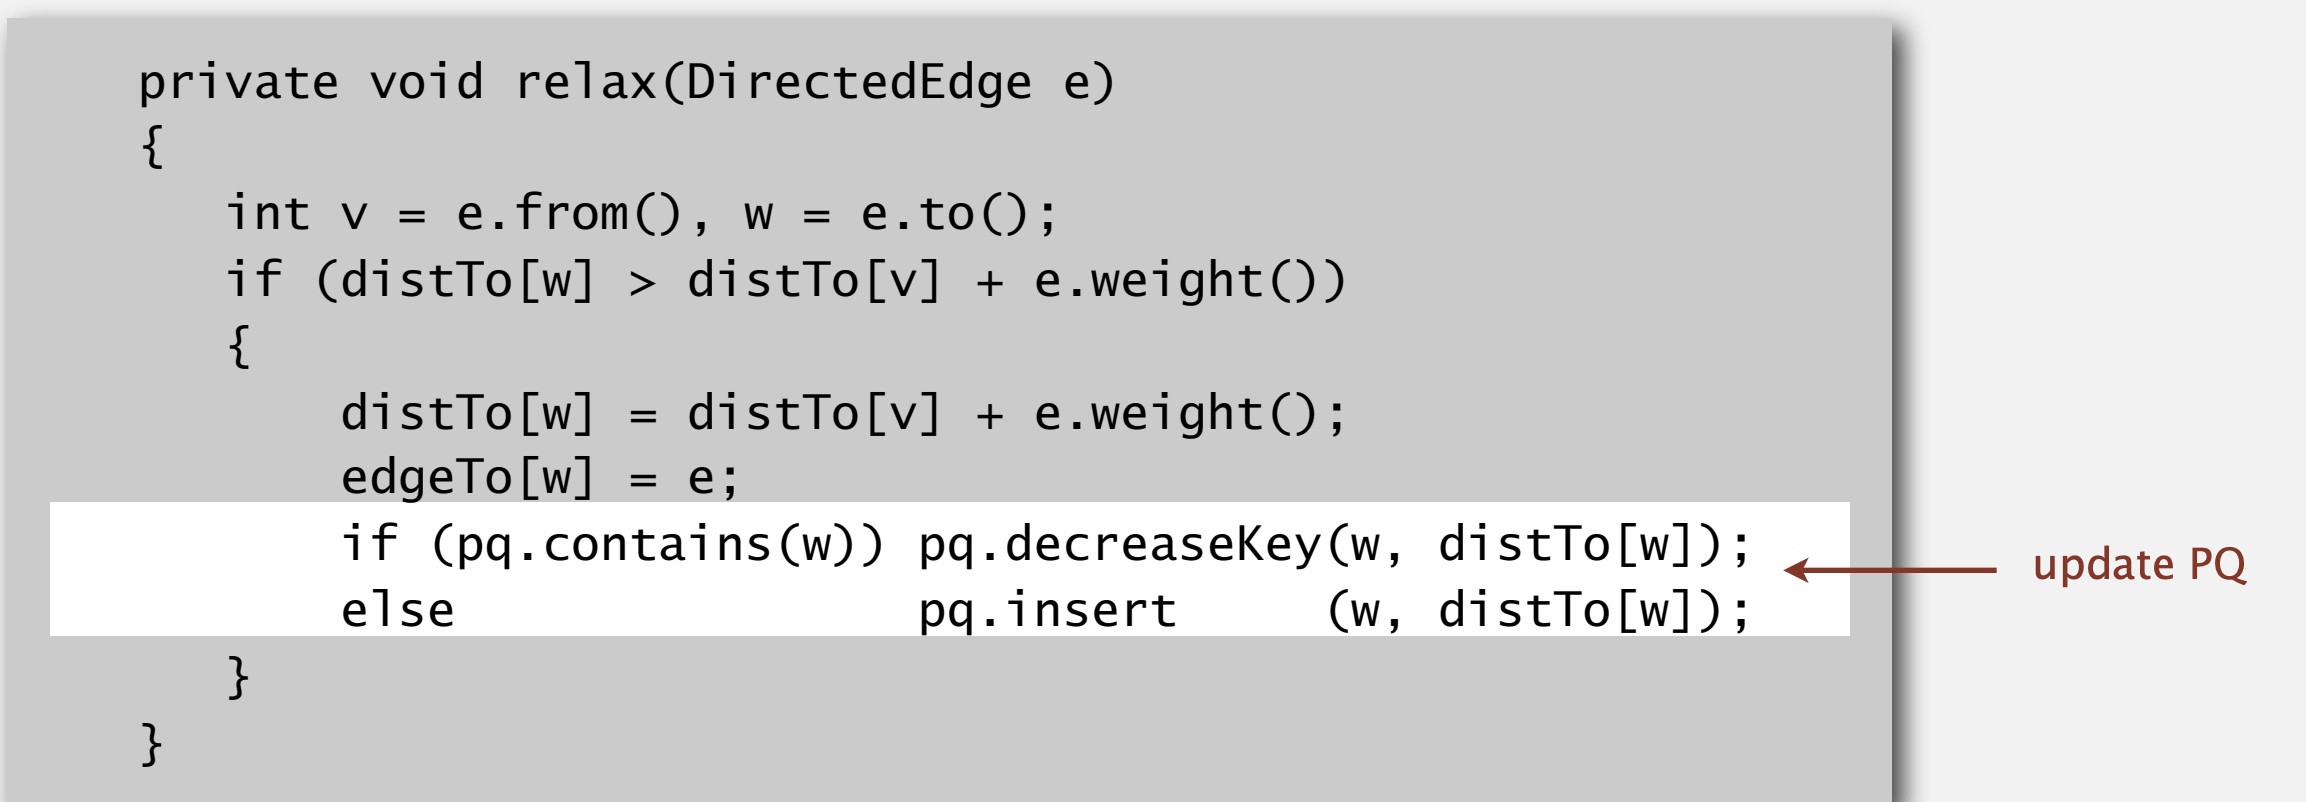 private void relax(DirectedEdge e)
{
   int v = e.from(), w = e.to();
   if (distTo[w] > distTo[v] + e.weight())
   {
       distTo[w] = distTo[v] + e.weight();
       edgeTo[w] = e;
       if (pq.contains(w)) pq.decreaseKey(w, distTo[w]);
       else                pq.insert     (w, distTo[w]);
   }
}
update PQ